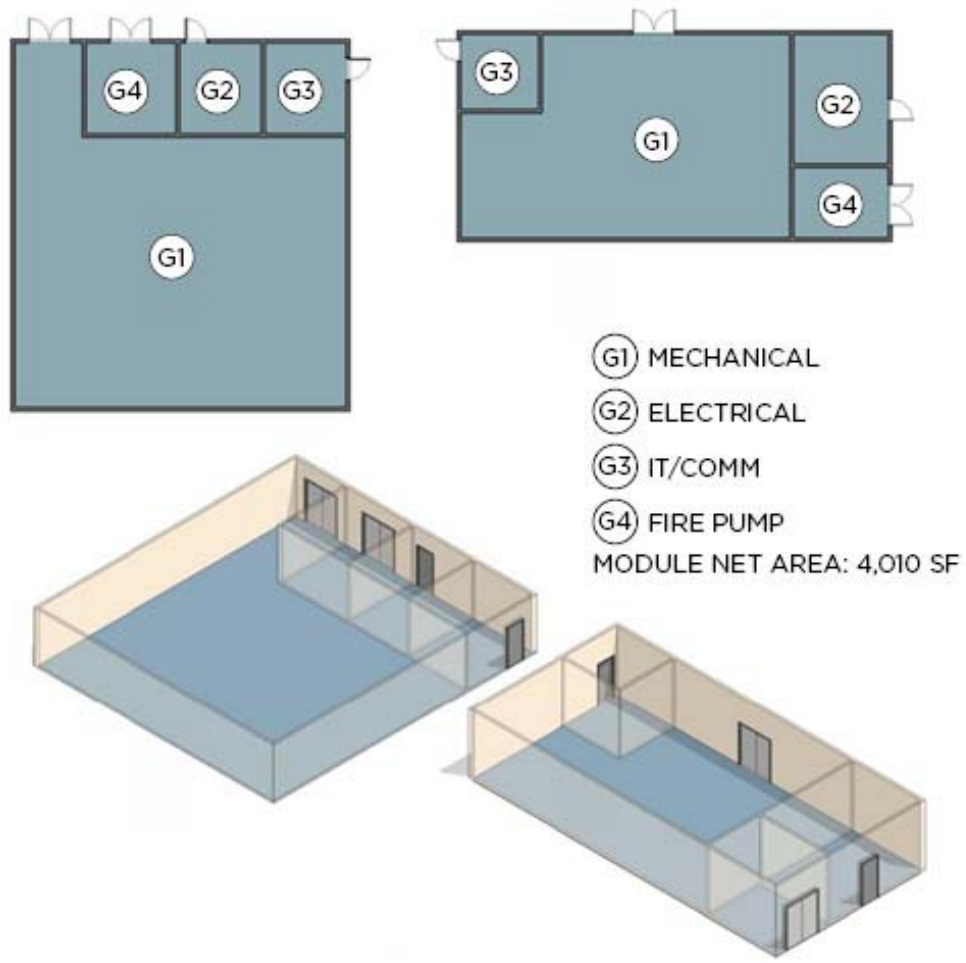 G4
G2
G3
G1
G3
G1
G2
G4
G1 MECHANICAL
G2 ELECTRICAL
G3 IT/COMM
G4 FIRE PUMP
MODULE NET AREA: 4,010 SF